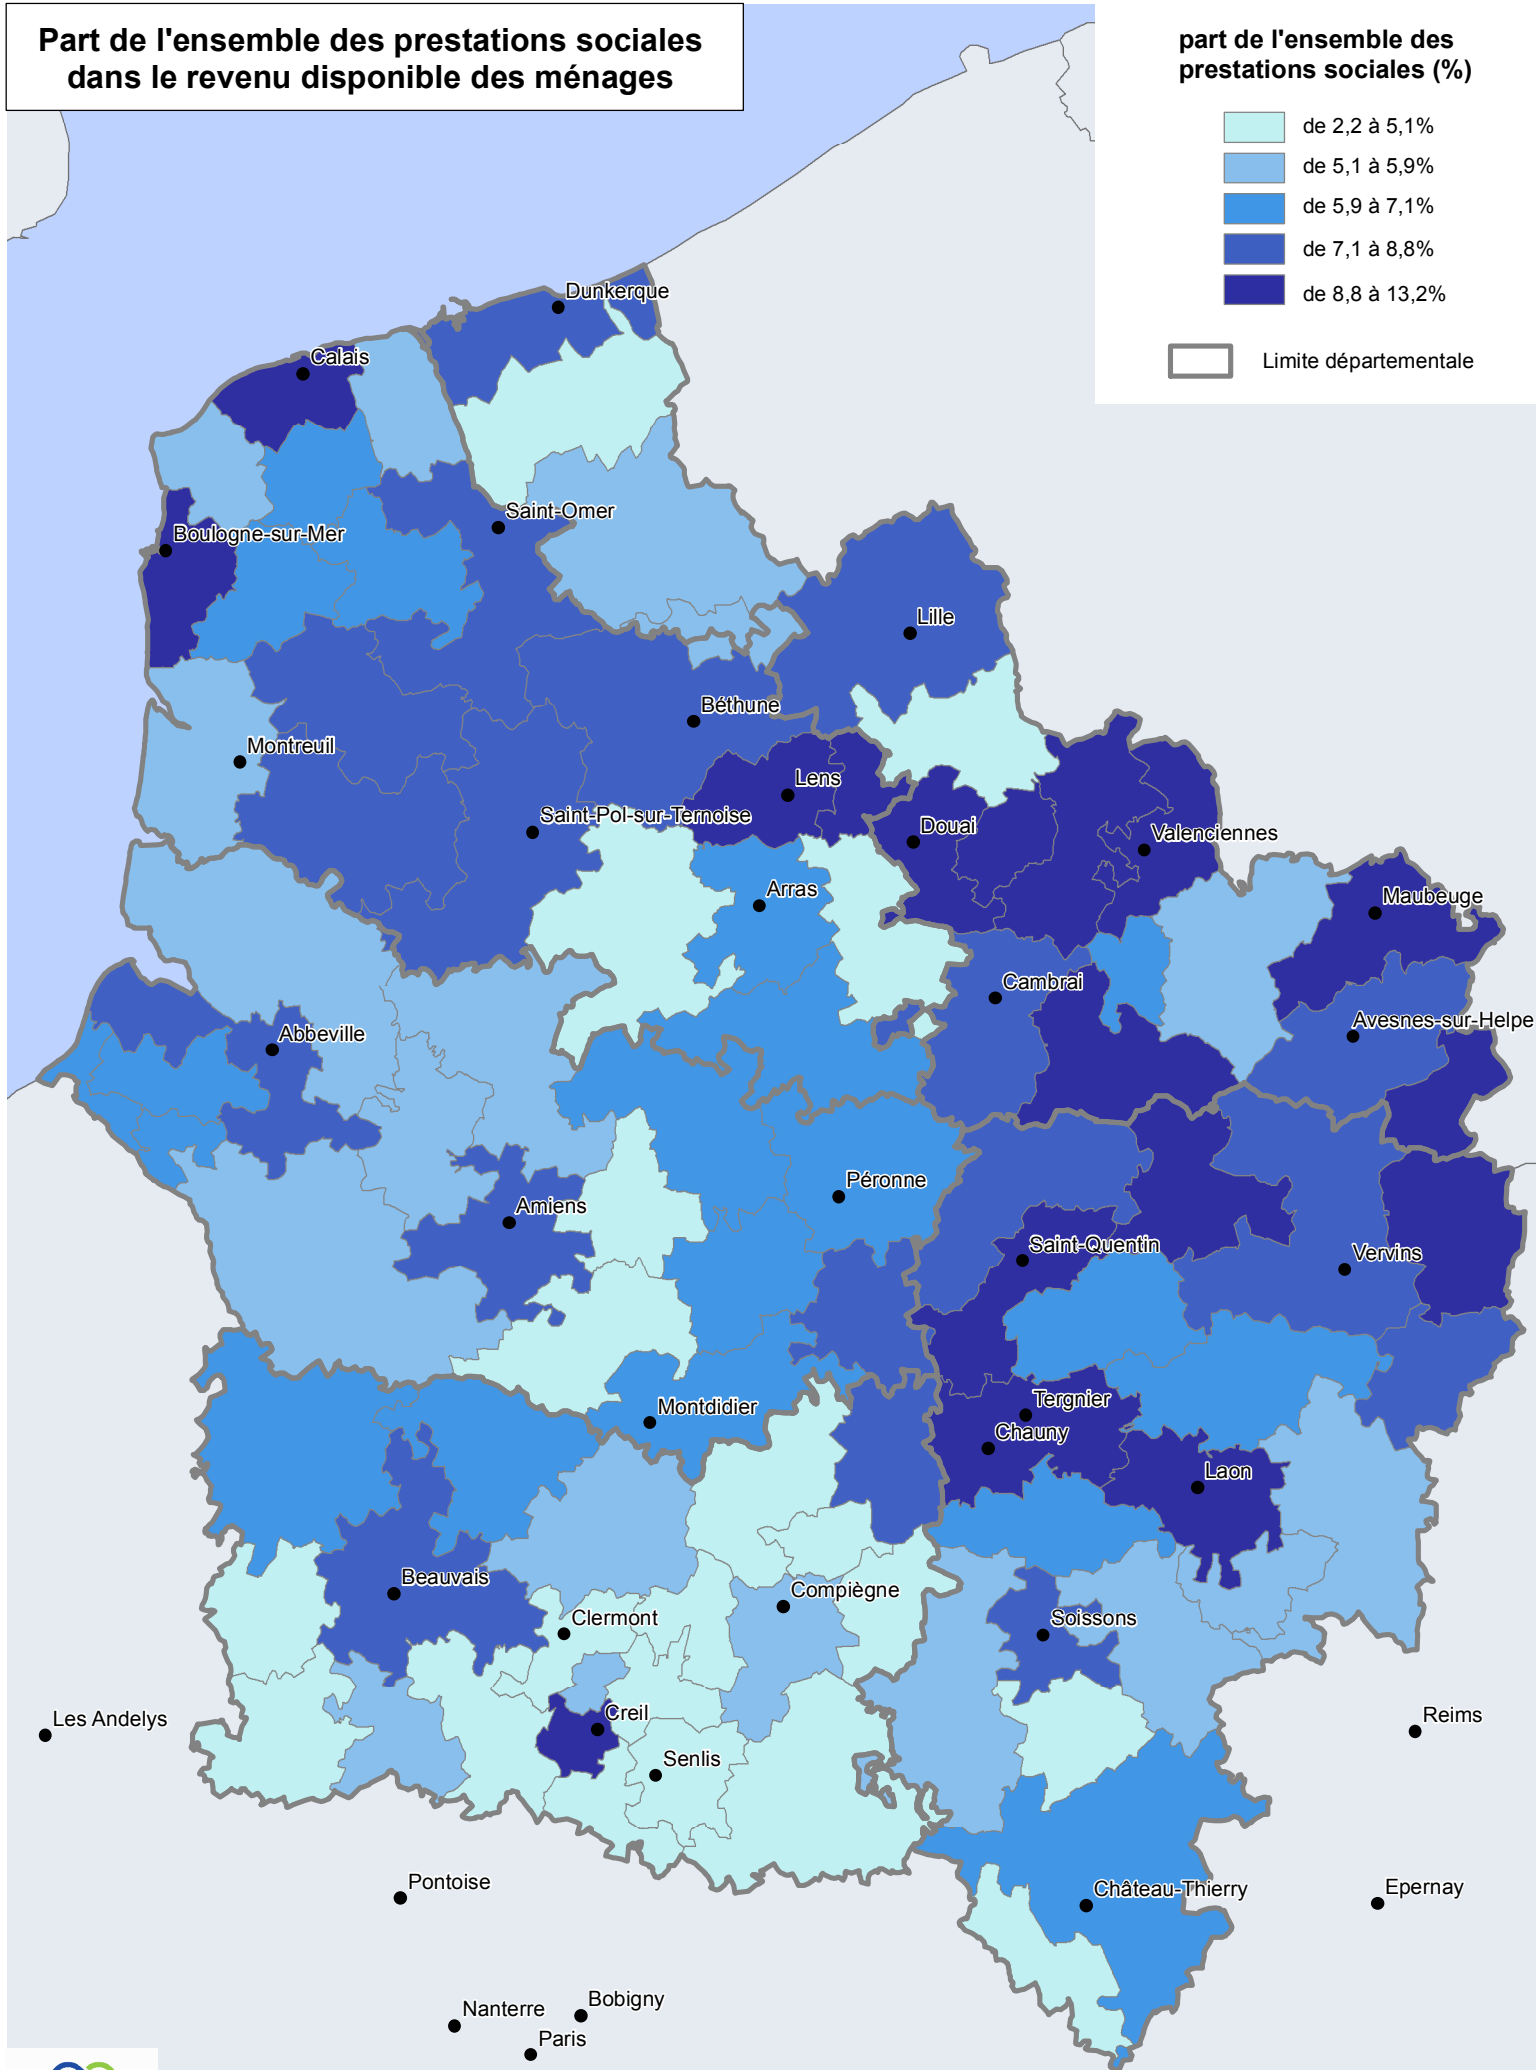 Part de l'ensemble des prestations sociales
dans le revenu disponible des ménages
part de l'ensemble des
prestations sociales (%)
de 2,2 à 5,1%
de 5,1 à 5,9%
de 5,9 à 7,1%
de 7,1 à 8,8%
de 8,8 à 13,2%
Limite départementale
Dunkerque
Calais
Saint-Omer
Boulogne-sur-Mer
Lille
Béthune
Montreuil
Lens
Saint-Pol-sur-Ternoise
Douai
Valenciennes
Arras
Maubeuge
Cambrai
Avesnes-sur-Helpe
Abbeville
Péronne
Amiens
Saint-Quentin
Vervins
Montdidier
Tergnier
Chauny
Laon
Beauvais
Compiègne
Clermont
Soissons
Les Andelys
Creil
Reims
Senlis
Pontoise
Château-Thierry
Epernay
Nanterre
Bobigny
Paris